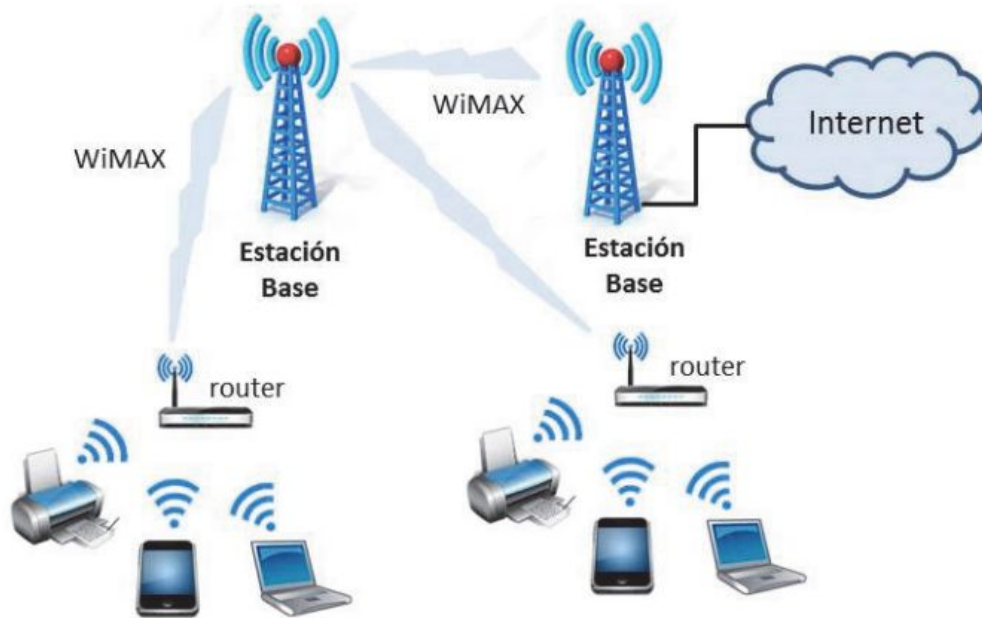 WiMAX
WiMAX
Internet
Estación
Base
Estación
Base
router
router